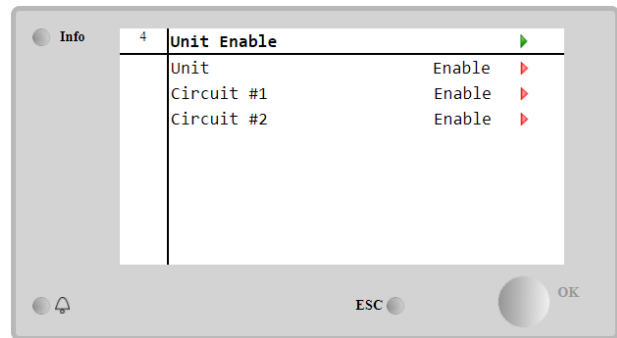 Info
4 Unit Enable
Unit Enable
Circuit #1 Enable
Circuit #2 Enable
ESC
OK